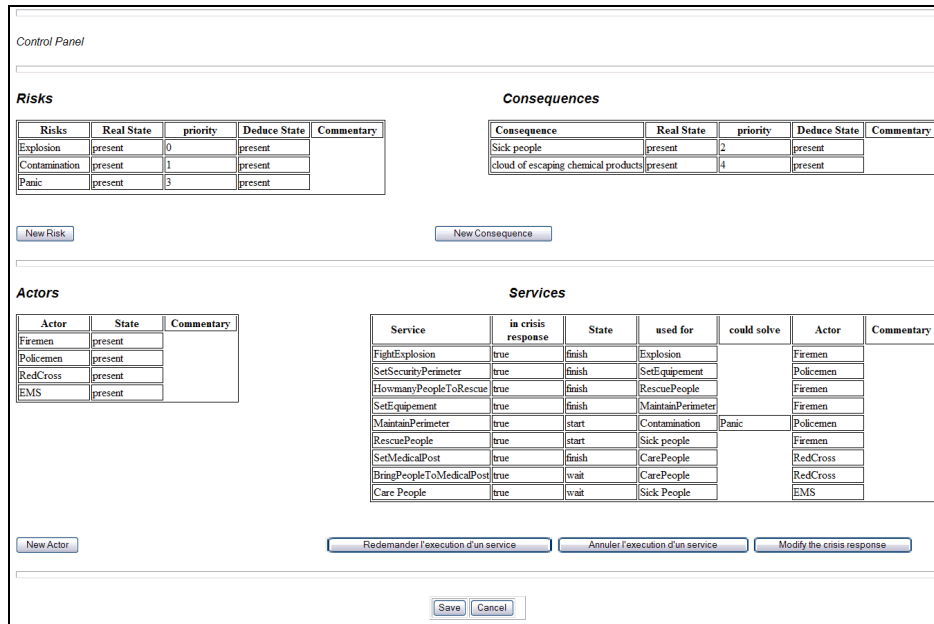 Control Panel
Risks
Risks Real State priority Deduce State Commentary
Explosion present 0 present
Contamination present 1 present
Panic present 3 present
Consequences
Consequence Real State priority Deduce State Commentary
Sick people present 2 present
cloud of escaping chemical products present 4 present
New Risk
New Consequence
Actors
Actor State Commentary
Firemen present
Policemen present
RedCross present
EMS present
Services
Service in crisis response State used for could solve Actor Commentary
FightExplosion true finish Explosion Firemen
SetSecurityPerimeter true finish SetEquipement Policemen
HowmanyPeopleToRescue true finish RescuePeople Firemen
SetEquipement true finish MaintainPerimeter Firemen
MaintainPerimeter true start Contamination Panic Policemen
RescuePeople true start Sick people Firemen
SetMedicalPost true finish CarePeople RedCross
BringPeopleToMedicalPost true wait CarePeople RedCross
Care People true wait Sick People EMS
New Actor
Redemander l'execution d'un service
Annuler l'execution d'un service
Modify the crisis response
Save Cancel